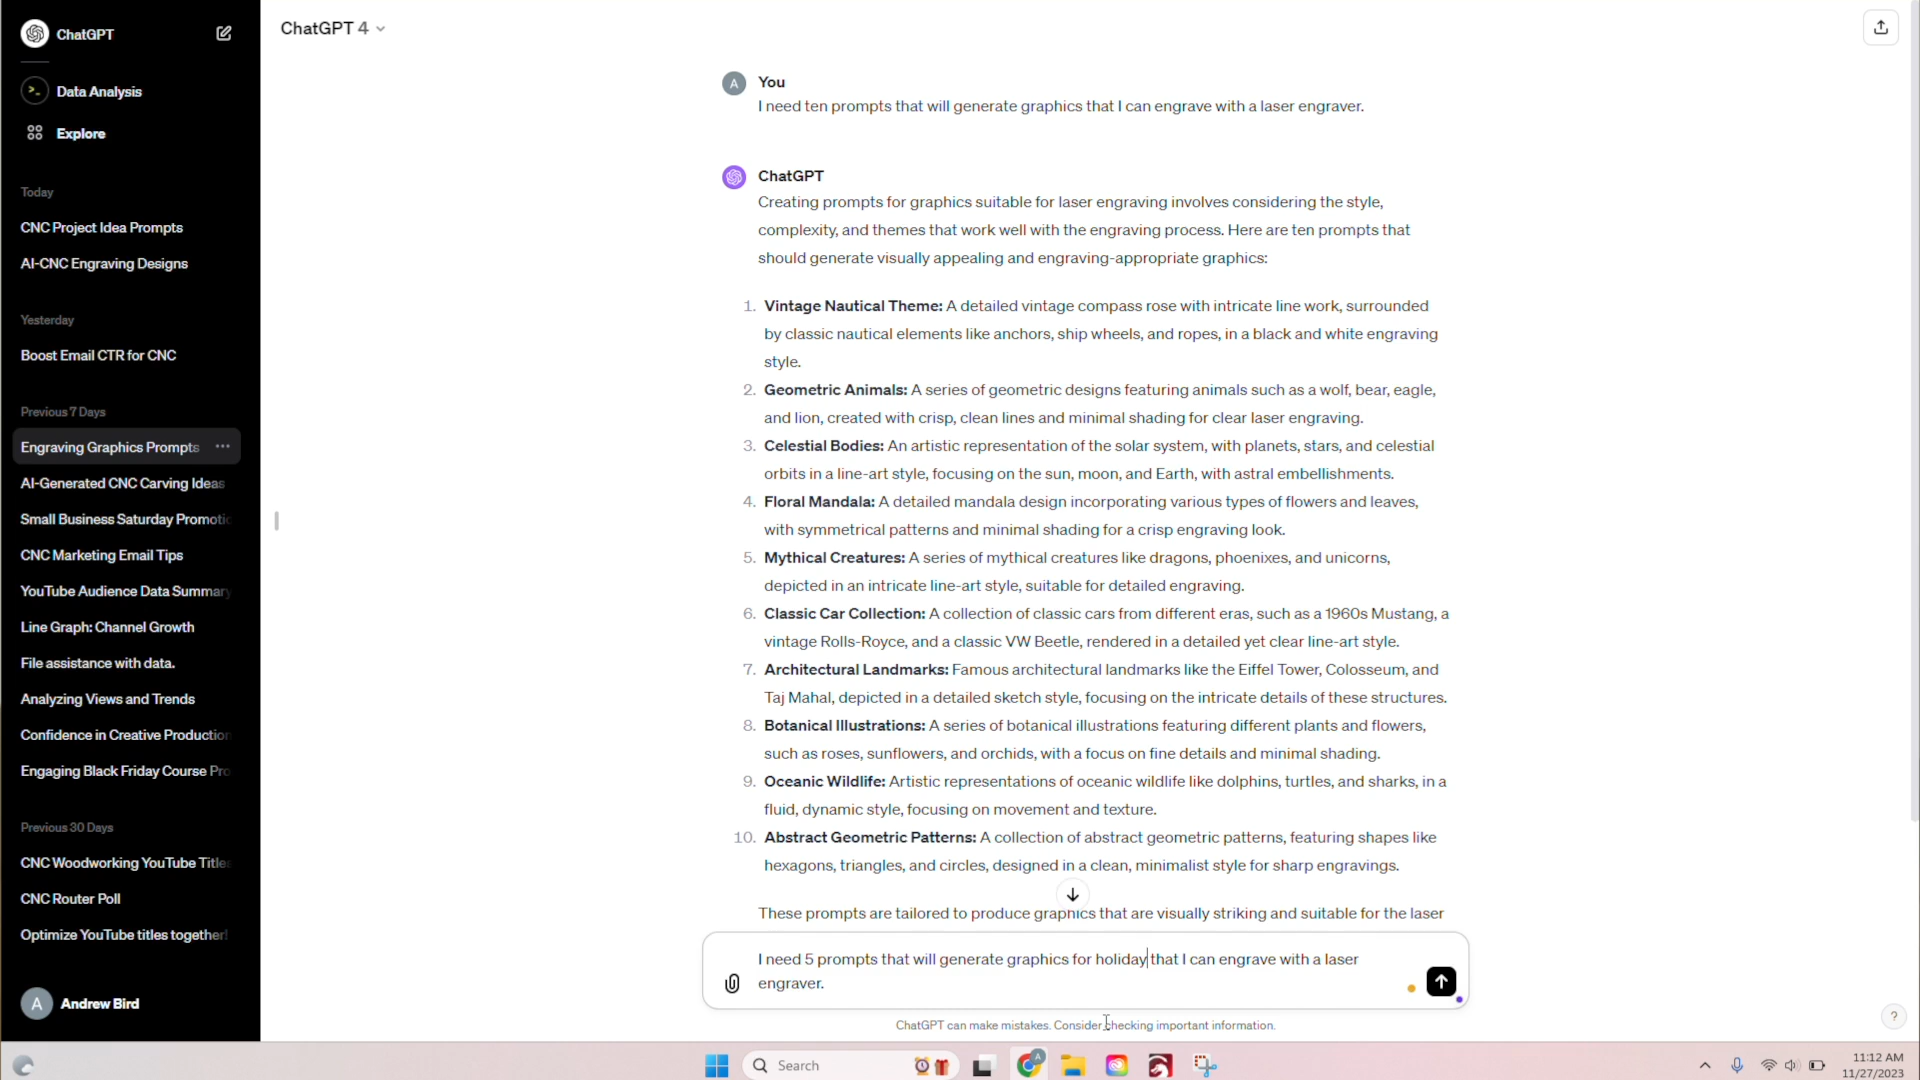 ChatGPT
Data Analysis
Explore
Today
CNC Project Idea Prompts
AI-CNC Engraving Designs
Yesterday
Boost Email CTR for CNC
Previous 7 Days
Engraving Graphics Prompts
AI-Generated CNC Carving Ideas
Small Business Saturday Promotic
CNC Marketing Email Tips
YouTube Audience Data Summary
Line Graph: Channel Growth
File assistance with data.
Analyzing Views and Trends
Confidence in Creative Production
Engaging Black Friday Course Pro
Previous 30 Days
CNC Woodworking YouTube Title
CNC Router Poll
Optimize YouTube titles together!
A Andrew Bird
ChatGPT 4
A You
I need ten prompts that will generate graphics that I can engrave with a laser engraver.
ChatGPT
Creating prompts for graphics suitable for laser engraving involves considering the style,
complexity, and themes that work well with the engraving process. Here are ten prompts that
should generate visually appealing and engraving-appropriate graphics:
1. Vintage Nautical Theme: A detailed vintage compass rose with intricate line work, surrounded
by classic nautical elements like anchors, ship wheels, and ropes, in a black and white engraving
style.
2. Geometric Animals: A series of geometric designs featuring animals such as a wolf, bear, eagle,
and lion, created with crisp, clean lines and minimal shading for clear laser engraving.
3. Celestial Bodies: An artistic representation of the solar system, with planets, stars, and celestial
orbits in a line-art style, focusing on the sun, moon, and Earth, with astral embellishments.
4. Floral Mandala: A detailed mandala design incorporating various types of flowers and leaves,
with symmetrical patterns and minimal shading for a crisp engraving look.
5. Mythical Creatures: A series of mythical creatures like dragons, phoenixes, and unicorns,
depicted in an intricate line-art style, suitable for detailed engraving.
6. Classic Car Collection: A collection of classic cars from different eras, such as a 1960s Mustang, a
vintage Rolls-Royce, and a classic VW Beetle, rendered in a detailed yet clear line-art style.
7. Architectural Landmarks: Famous architectural landmarks like the Eiffel Tower, Colosseum, and
Taj Mahal, depicted in a detailed sketch style, focusing on the intricate details of these structures.
8. Botanical Illustrations: A series of botanical illustrations featuring different plants and flowers,
such as roses, sunflowers, and orchids, with a focus on fine details and minimal shading.
9. Oceanic Wildlife: Artistic representations of oceanic wildlife like dolphins, turtles, and sharks, in a
fluid, dynamic style, focusing on movement and texture.
10. Abstract Geometric Patterns: A collection of abstract geometric patterns, featuring shapes like
hexagons, triangles, and circles, designed in a clean, minimalist style for sharp engravings.
These prompts are tailored to produce graphics that are visually striking and suitable for the laser
I need 5 prompts that will generate graphics for holiday that I can engrave with a laser
engraver.
ChatGPT can make mistakes. Consider checking important information.
?
Search
A
11:12 AM
11/27/2023